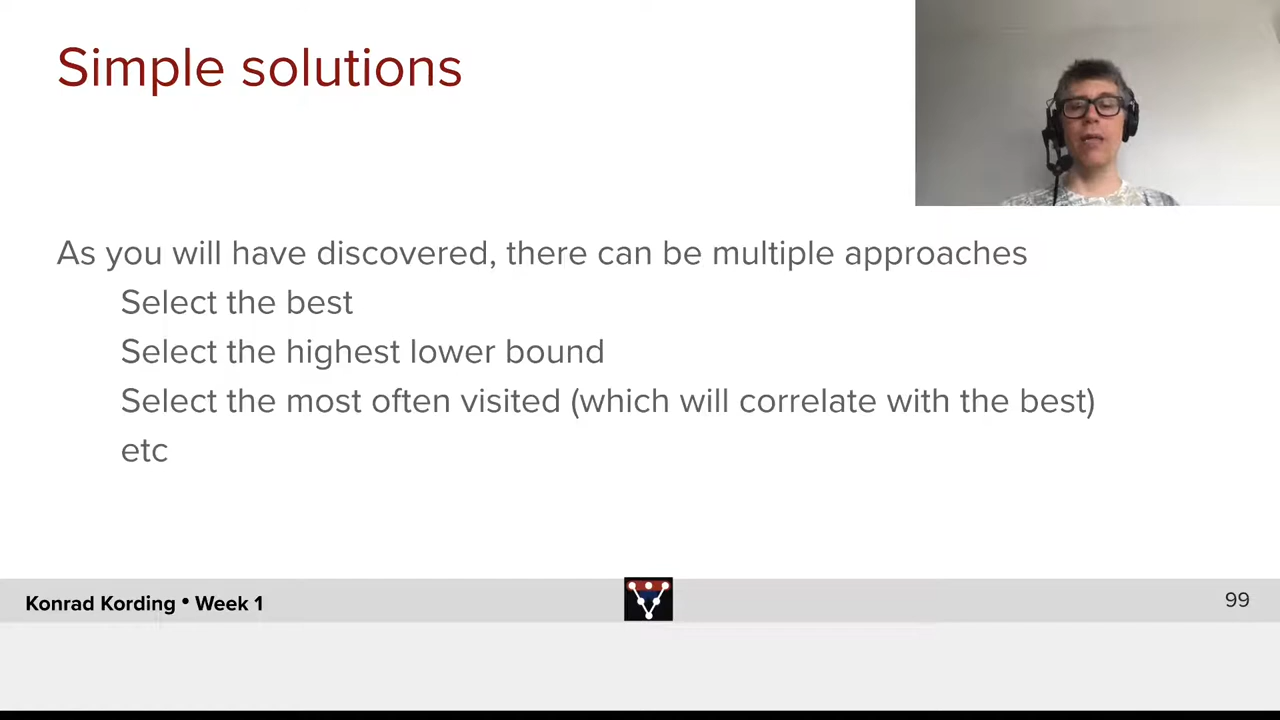 Simple solutions
As you will have discovered, there can be multiple approaches
Select the best
Select the highest lower bound
Select the most often visited (which will correlate with the best)
etc
Konrad Kording • Week 1
99